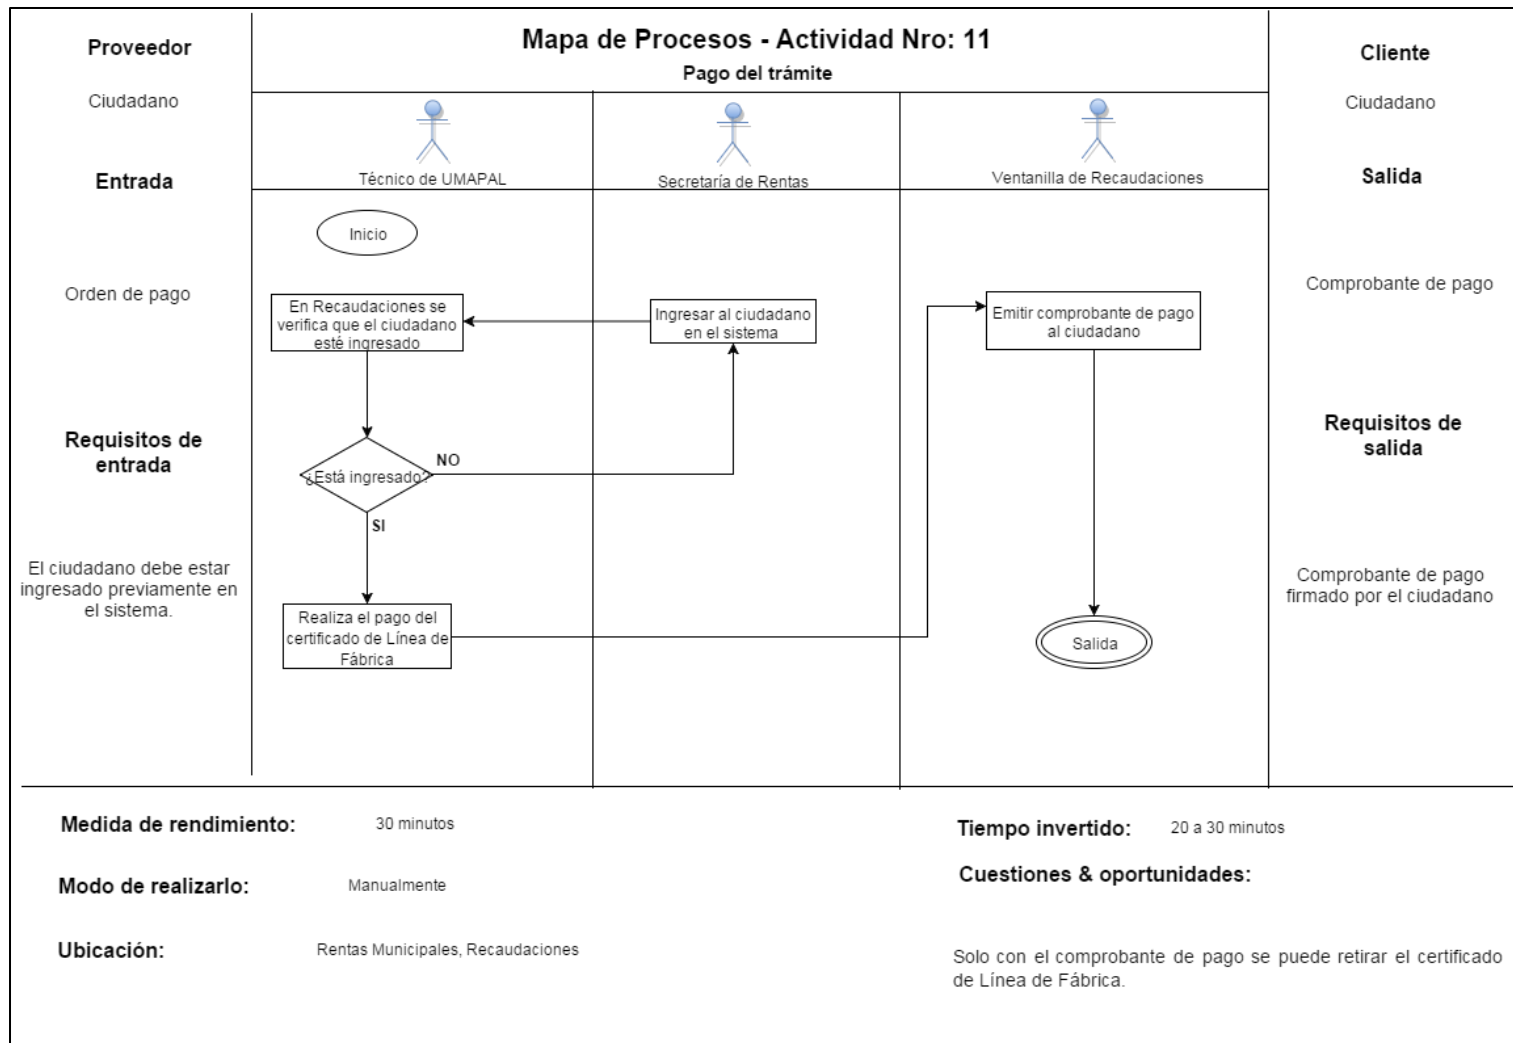 Proveedor
Ciudadano
Entrada
Orden de pago
Requisitos de
entrada
El ciudadano debe estar
ingresado previamente en
el sistema.
Mapa de Procesos - Actividad Nro: 11
Pago del trámite
Técnico de UMAPAL
Secretaría de Rentas
Ventanilla de Recaudaciones
Inicio
En Recaudaciones se
verifica que el ciudadano
esté ingresado
Ingresar al ciudadano
en el sistema
Emitir comprobante de pago
al ciudadano
¿Está ingresado?
NO
SI
Realiza el pago del
certificado de Línea de
Fábrica
Salida
Cliente
Ciudadano
Salida
Comprobante de pago
Requisitos de
salida
Comprobante de pago
firmado por el ciudadano
Medida de rendimiento: 30 minutos
Modo de realizarlo: Manualmente
Ubicación: Rentas Municipales, Recaudaciones
Tiempo invertido: 20 a 30 minutos
Cuestiones & oportunidades:
Solo con el comprobante de pago se puede retirar el certificado
de Línea de Fábrica.